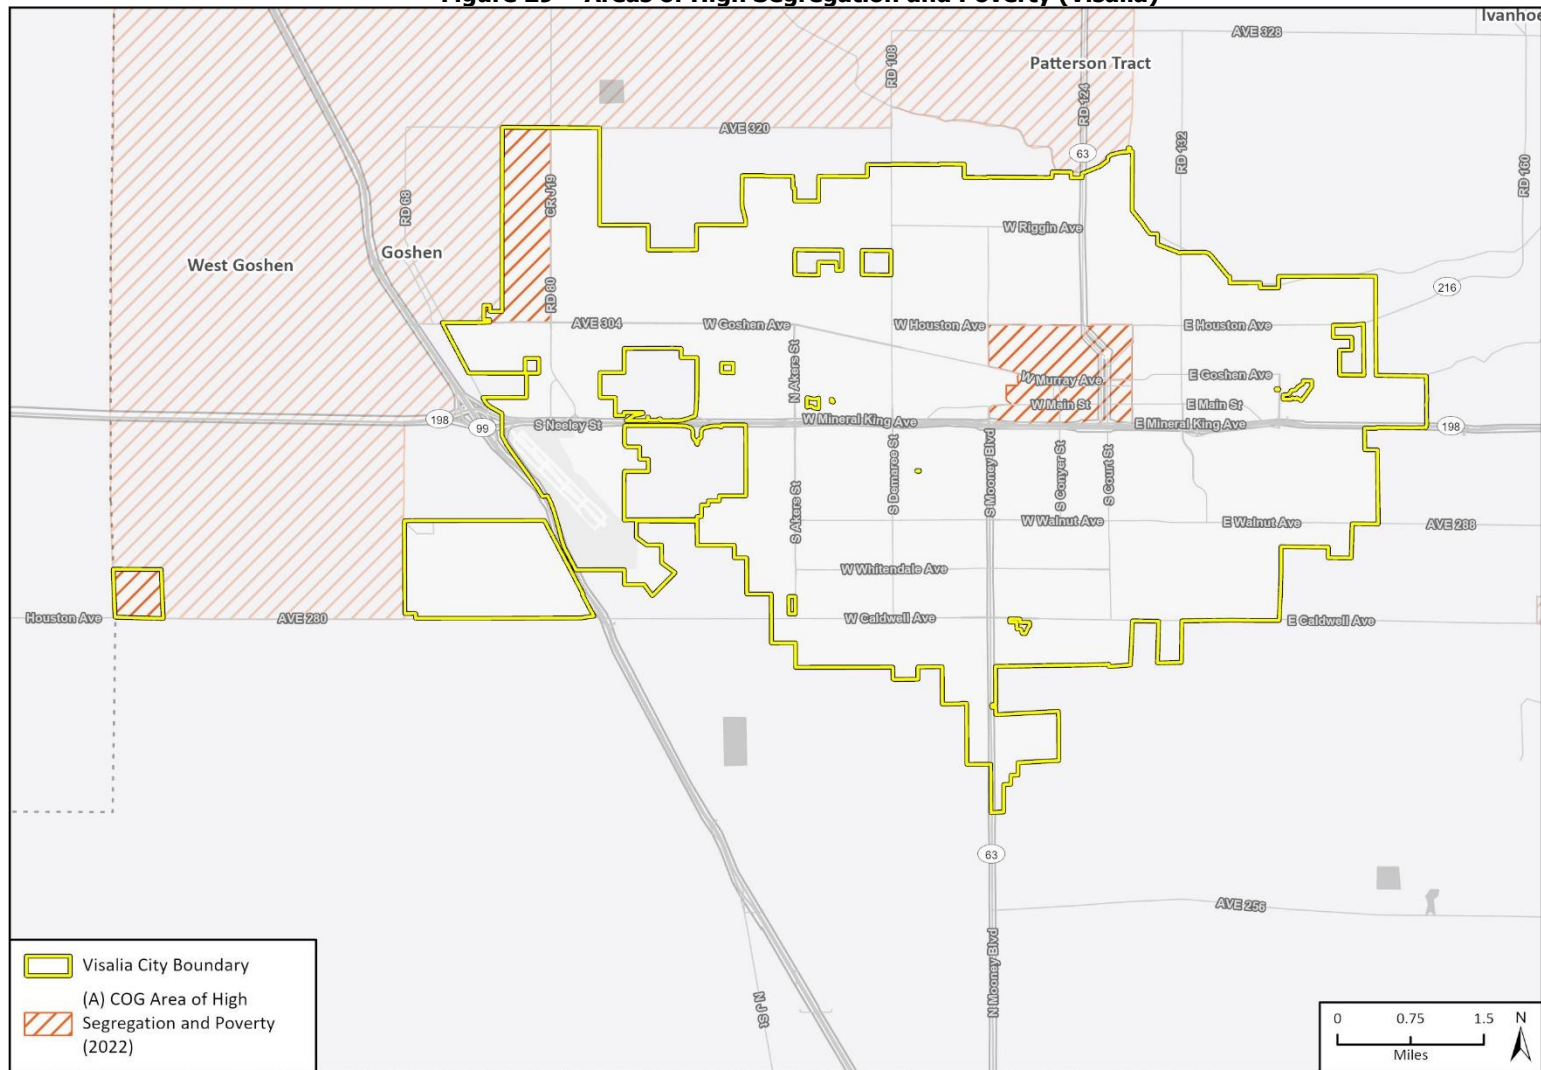 Figure 29 – Areas of High Segregation and Poverty (Visalia)
Ivanhoe
AVE 328
RD 108
Patterson Tract
RD 124
AVE 320
RD 132
63
RD 160
CR J19
RD 68
W Riggin Ave
Goshen
West Goshen
216
RD 80
AVE 304
W Goshen Ave
W Houston Ave
E Houston Ave
N Akers St
W Murray Ave
E Goshen Ave
W Main St
E Main St
198
99
S Neeley St
W Mineral King Ave
E Mineral King Ave
198
S Akers St
S Demaree St
S Mooney Blvd
S Conyer St
S Court St
W Walnut Ave
E Walnut Ave
AVE 288
W Whitendale Ave
Houston Ave
AVE 280
W Caldwell Ave
E Caldwell Ave
63
AVE 256
N Mooney Blvd
N J St
Visalia City Boundary
(A) COG Area of High
Segregation and Poverty
(2022)
0 0.75 1.5
Miles
N